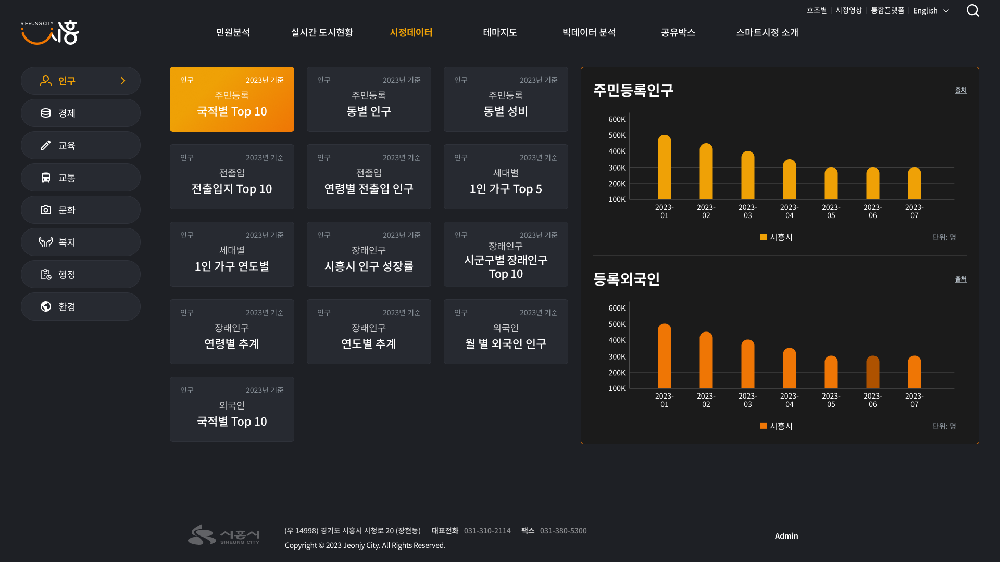 호조벌 시정영상 통합플랫폼 English
SIHEUNG CITY
시흥
민원분석 실시간 도시현황 시정데이터 테마지도 빅데이터 분석 공유박스 스마트시정 소개
인구
경제
교육
교통
문화
복지
행정
환경
인구 2023년 기준
주민등록
국적별 Top 10
인구 2023년 기준
주민등록
동별 인구
인구 2023년 기준
주민등록
동별 성비
인구 2023년 기준
전출입
전출입지 Top 10
인구 2023년 기준
전출입
연령별 전출입 인구
인구 2023년 기준
세대별
1인 가구 Top 5
인구 2023년 기준
세대별
1인 가구 연도별
인구 2023년 기준
장래인구
시흥시 인구 성장률
인구 2023년 기준
장래인구
시군구별 장래인구
Top 10
인구 2023년 기준
장래인구
연령별 추계
인구 2023년 기준
장래인구
연도별 추계
인구 2023년 기준
외국인
월 별 외국인 인구
인구 2023년 기준
외국인
국적별 Top 10
주민등록인구 출처
600K
500K
400K
300K
200K
100K
2023-01 2023-02 2023-03 2023-04 2023-05 2023-06 2023-07
시흥시 단위: 명
등록외국인 출처
600K
500K
400K
300K
200K
100K
2023-01 2023-02 2023-03 2023-04 2023-05 2023-06 2023-07
시흥시 단위: 명
시흥시
SIHEUNG CITY
(우 14998) 경기도 시흥시 시청로 20 (장현동) 대표전화 031-310-2114 팩스 031-380-5300
Copyright © 2023 Jeonjy City. All Rights Reserved.
Admin